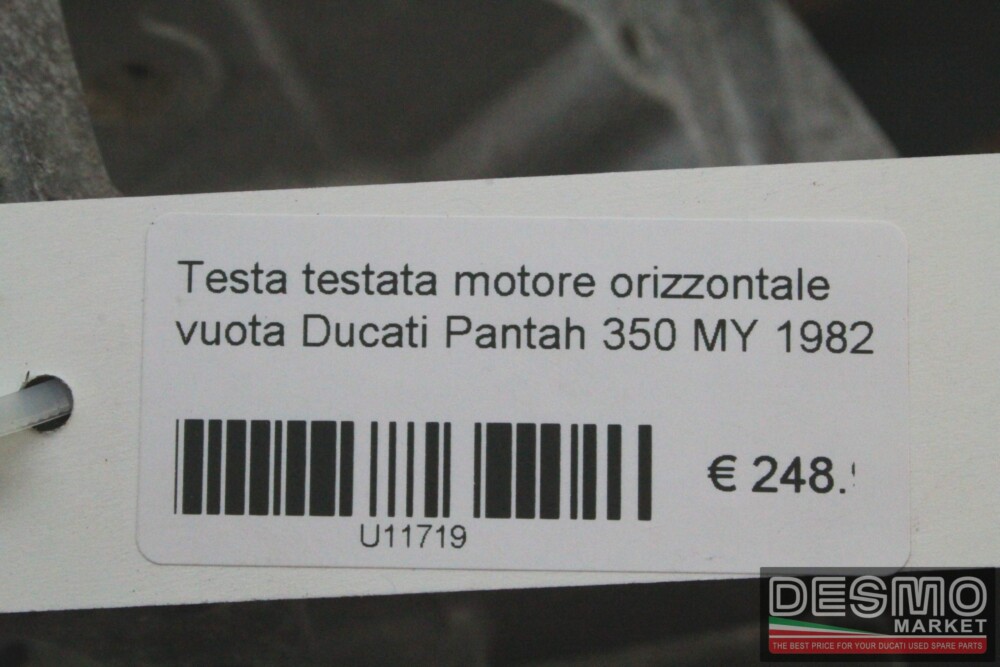 Testa testata motore orizzontale
vuota Ducati Pantah 350 MY 1982
€ 248.
U11719
DESMO
MARKET
THE BEST PRICE FOR YOUR DUCATI USED SPARE PARTS